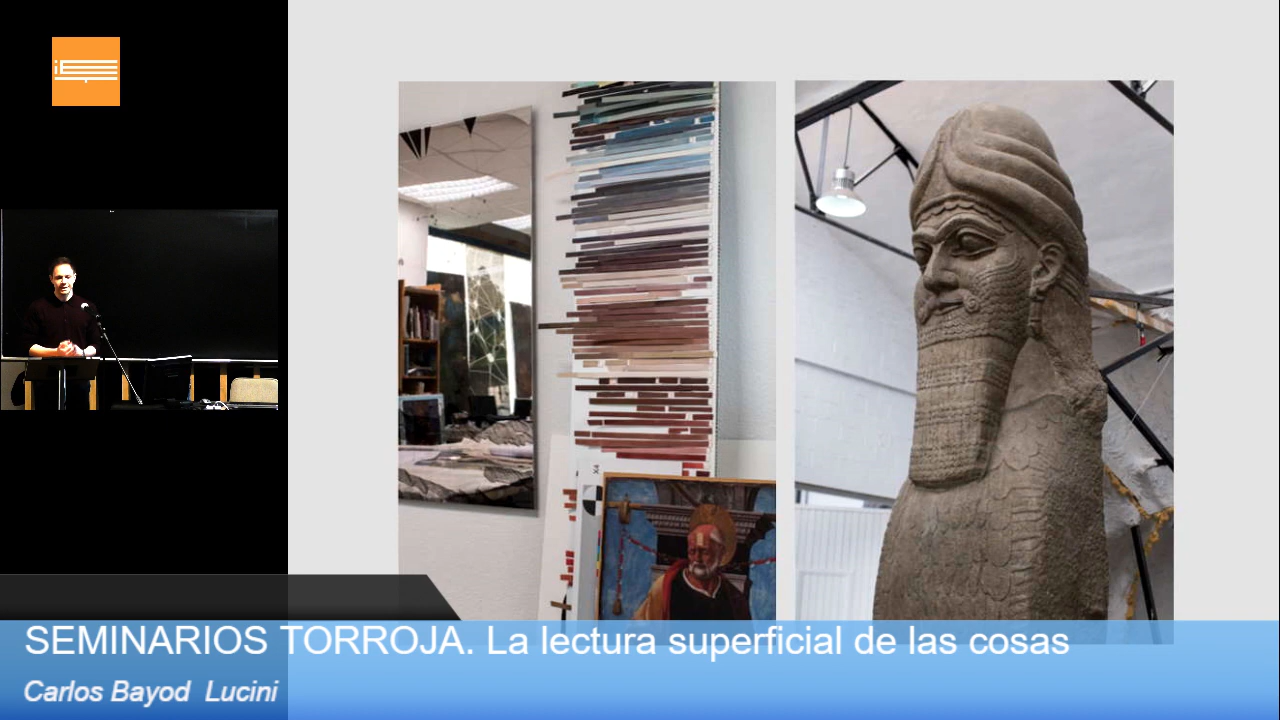 SEMINARIOS TORROJA. La lectura superficial de las cosas
Carlos Bayod Lucini